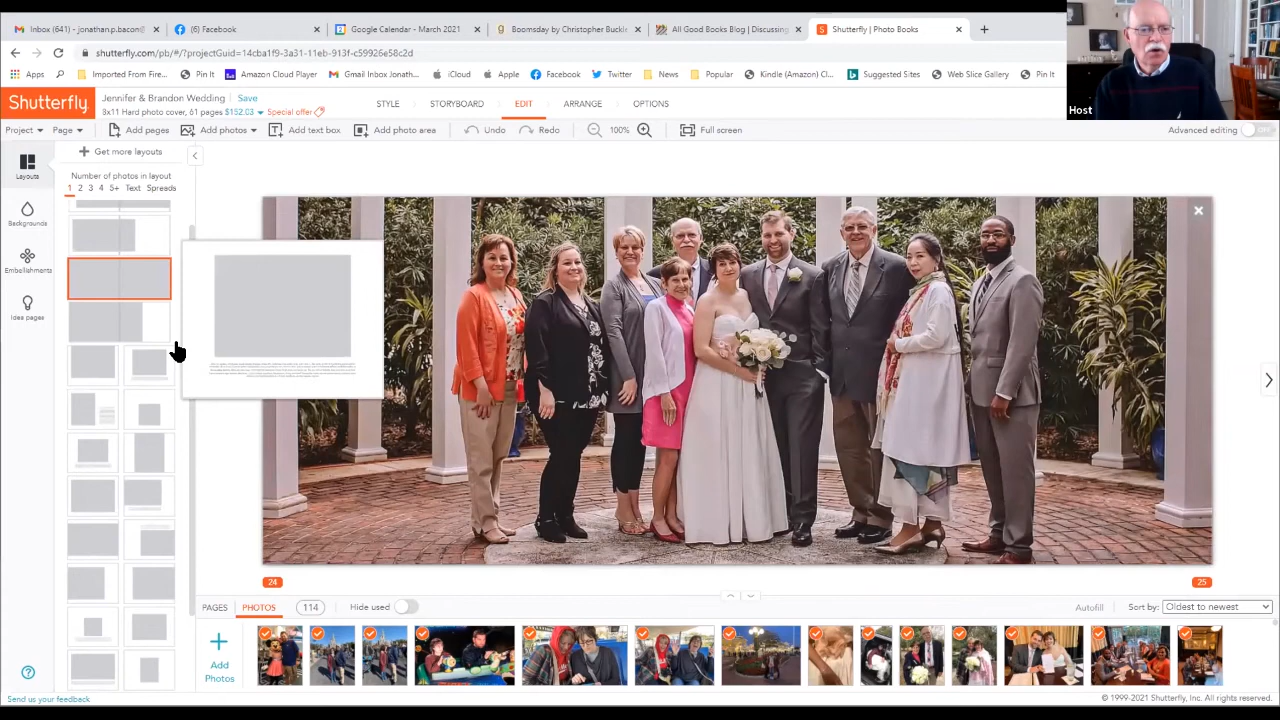 Inbox (641) - jonathan.p.bacon@
(6) Facebook
Google Calendar - March 2021
Boomsday by Christopher Buckl
All Good Books Blog | Discussing
Shutterfly | Photo Books
shutterfly.com/pb/#/?projectGuid=14cba1f9-3a31-11eb-913f-c59926e58c2d
Apps
Imported From Fire...
Pin It
Amazon Cloud Player
Gmail Inbox Jonath...
iCloud
Apple
Facebook
Twitter
News
Popular
Kindle (Amazon) Cl...
Suggested Sites
Web Slice Gallery
Pin It
Host
Shutterfly.
Jennifer & Brandon Wedding
Save
8x11 Hard photo cover, 61 pages $152.03 Special offer
STYLE
STORYBOARD
EDIT
ARRANGE
OPTIONS
Project
Page
Add pages
Add photos
Add text box
Add photo area
Undo
Redo
100%
Full screen
Advanced editing
OFF
Layouts
Get more layouts
Number of photos in layout
1 2 3 4 5+ Text Spreads
Backgrounds
Embellishments
Idea pages
24
25
PAGES
PHOTOS
114
Hide used
Autofill
Sort by:
Oldest to newest
Add
Photos
Send us your feedback
© 1999-2021 Shutterfly, Inc. All rights reserved.